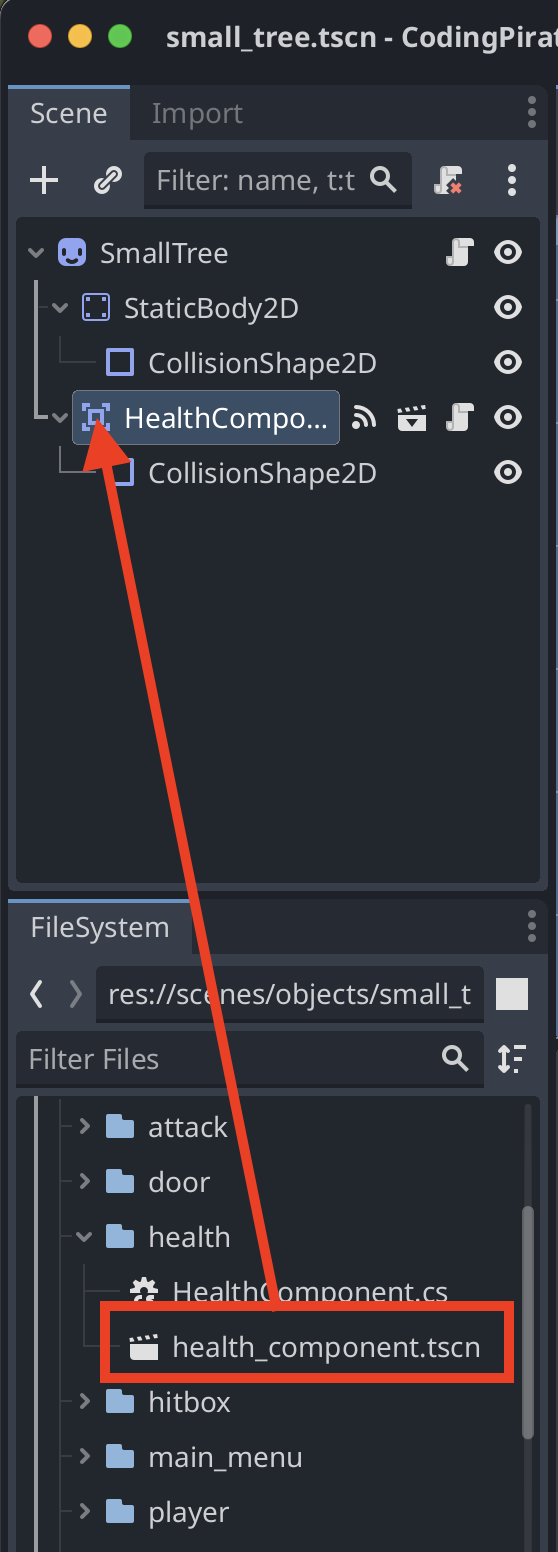 small_tree.tscn - CodingPirat
Scene Import
Filter: name, t:t
SmallTree
StaticBody2D
CollisionShape2D
HealthCompo...
CollisionShape2D
FileSystem
res://scenes/objects/small_t
Filter Files
attack
door
health
HealthComponent.cs
health_component.tscn
hitbox
main_menu
player